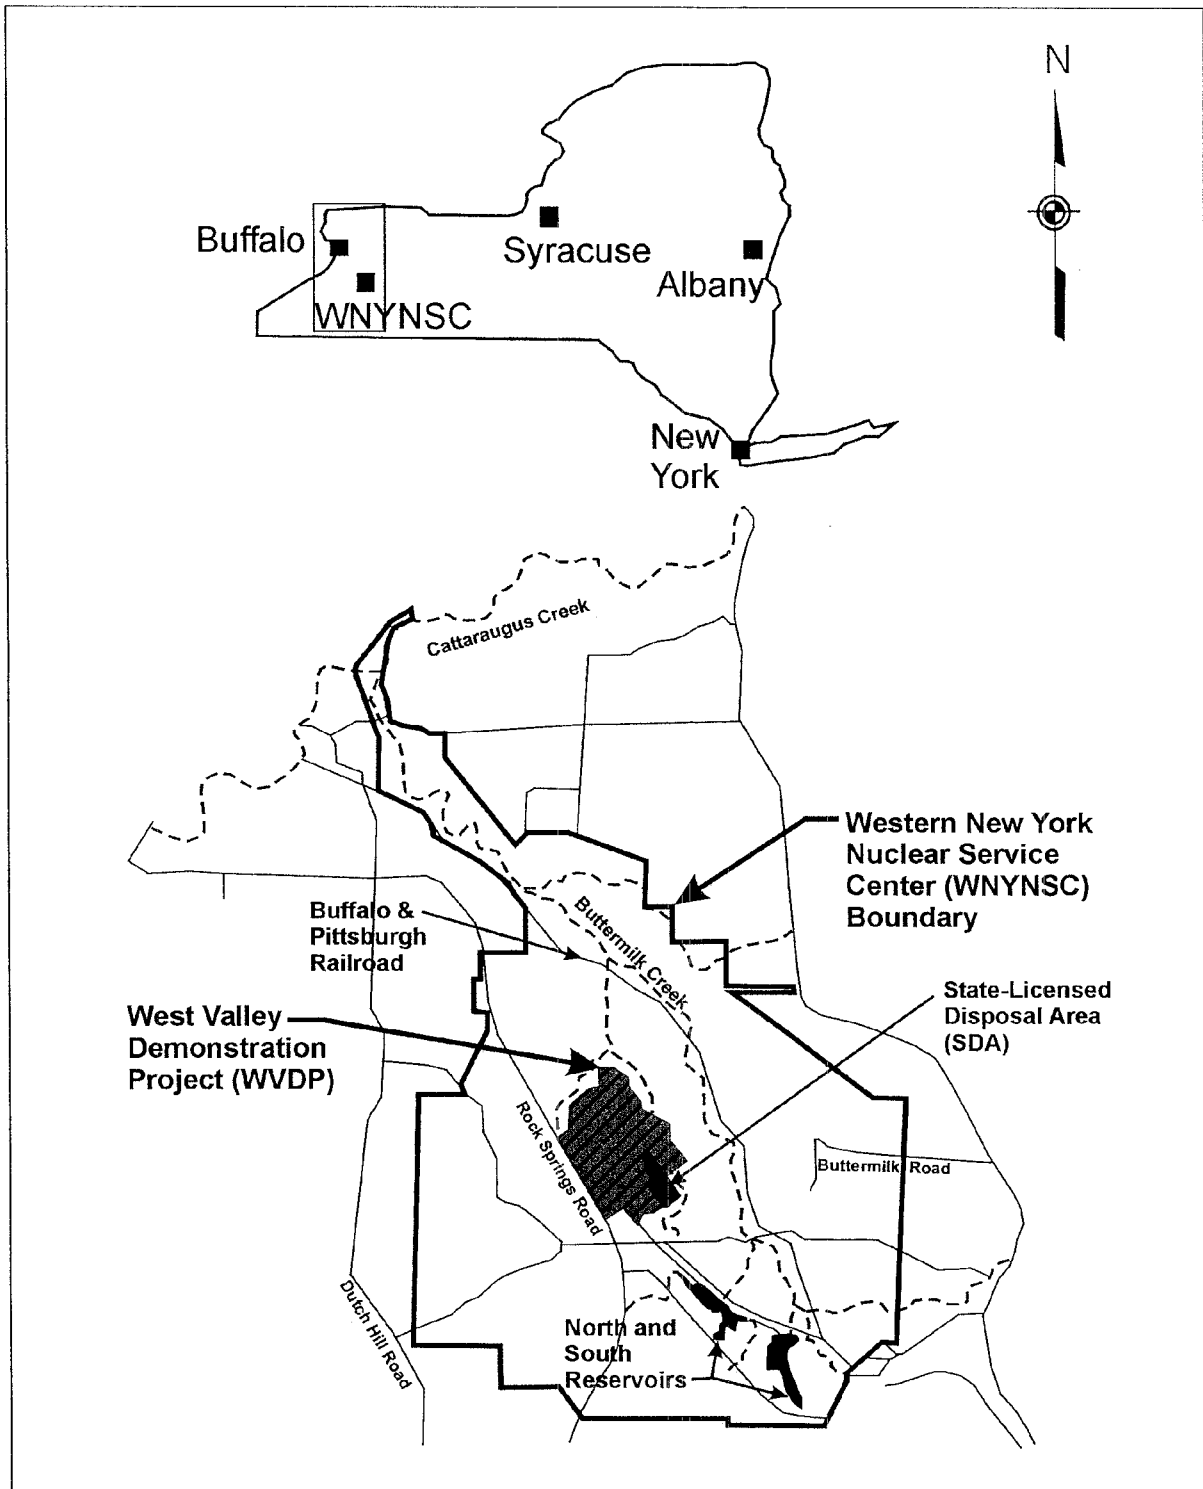 N
Buffalo
Syracuse
Albany
WNYNSC
New
York
Cattaraugus Creek
Western New York
Nuclear Service
Center (WNYNSC)
Boundary
Buffalo &
Pittsburgh
Railroad
Buttermilk Creek
State-Licensed
Disposal Area
(SDA)
West Valley
Demonstration
Project (WVDP)
Rock Springs Road
Buttermilk Road
Dutch Hill Road
North and
South
Reservoirs